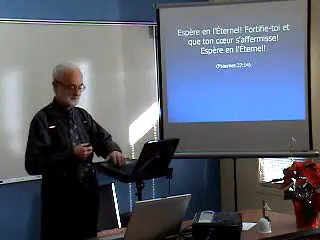 Espère en l'Éternel! Fortifie-toi et
que ton cœur s'affermisse!
Espère en l'Éternel!
(Psaumes 27:14)